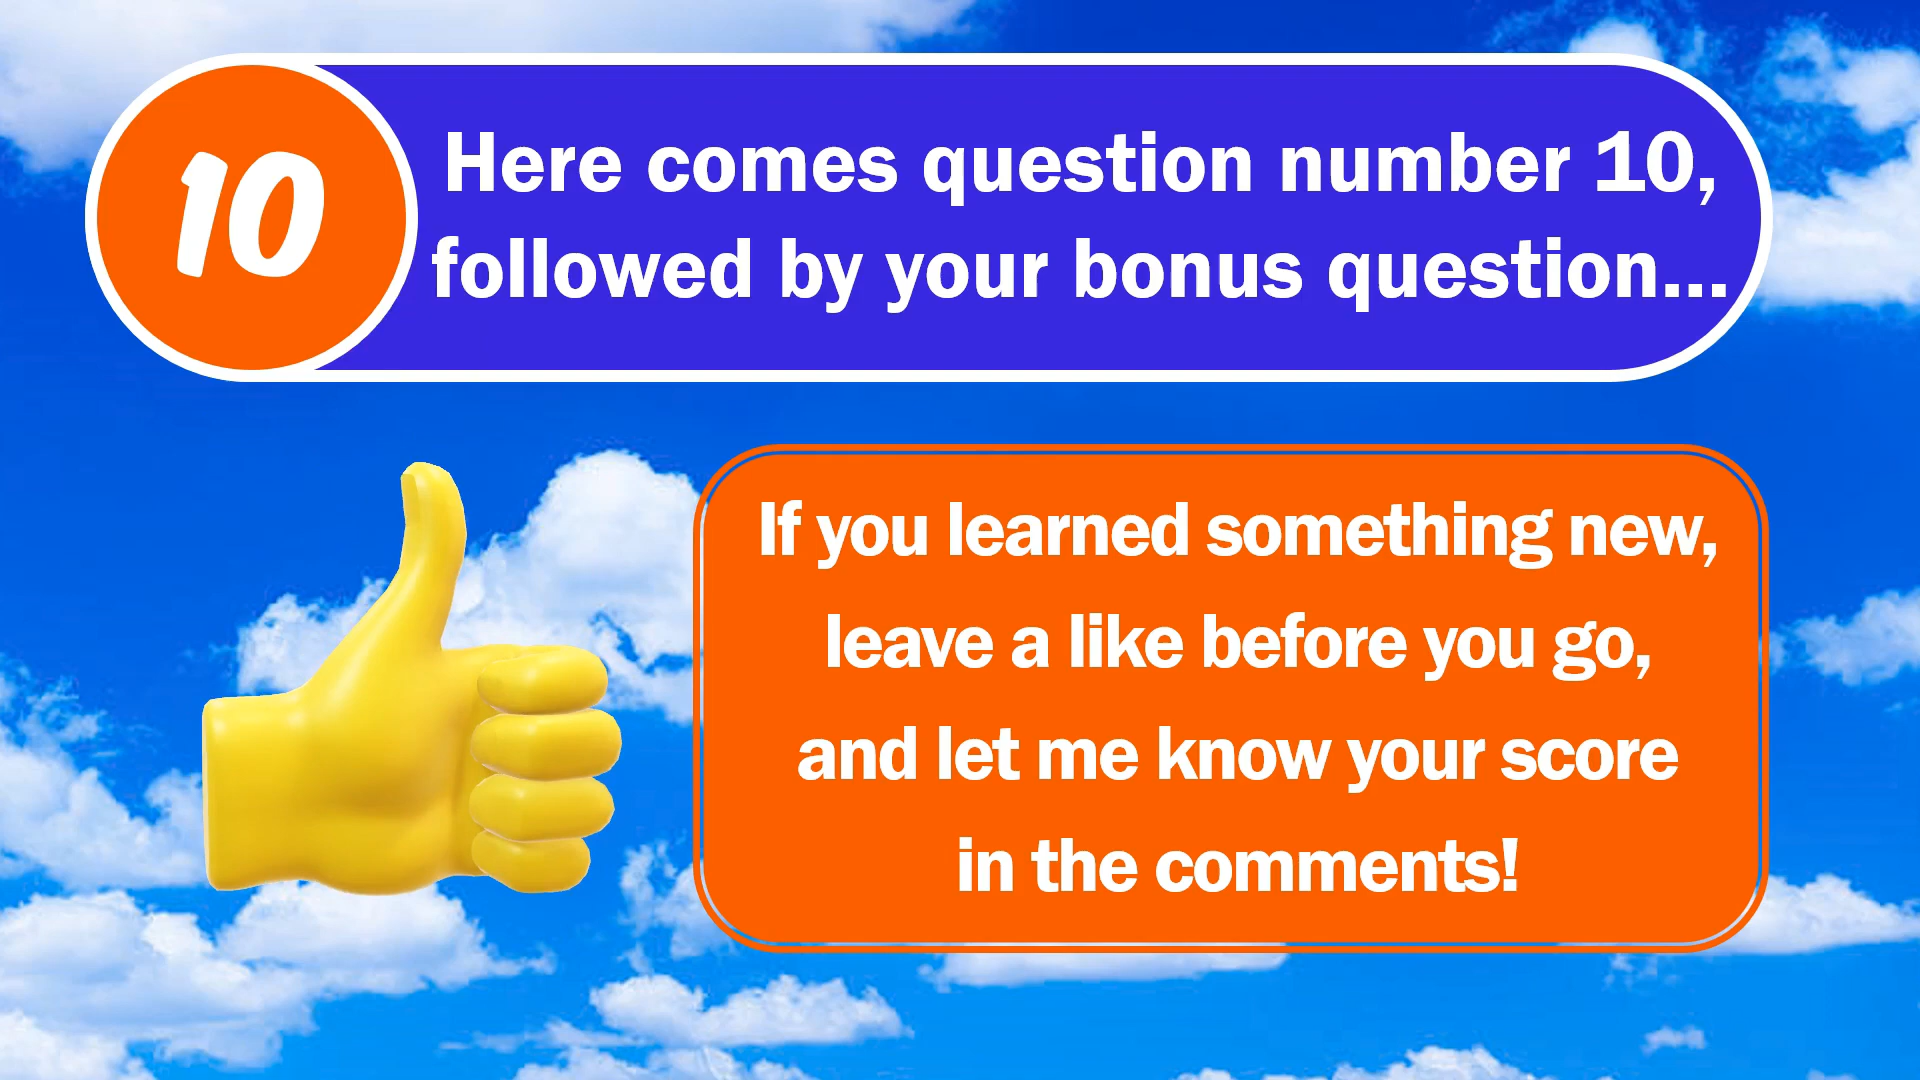 10
Here comes question number 10,
followed by your bonus question...
If you learned something new,
leave a like before you go,
and let me know your score
in the comments!